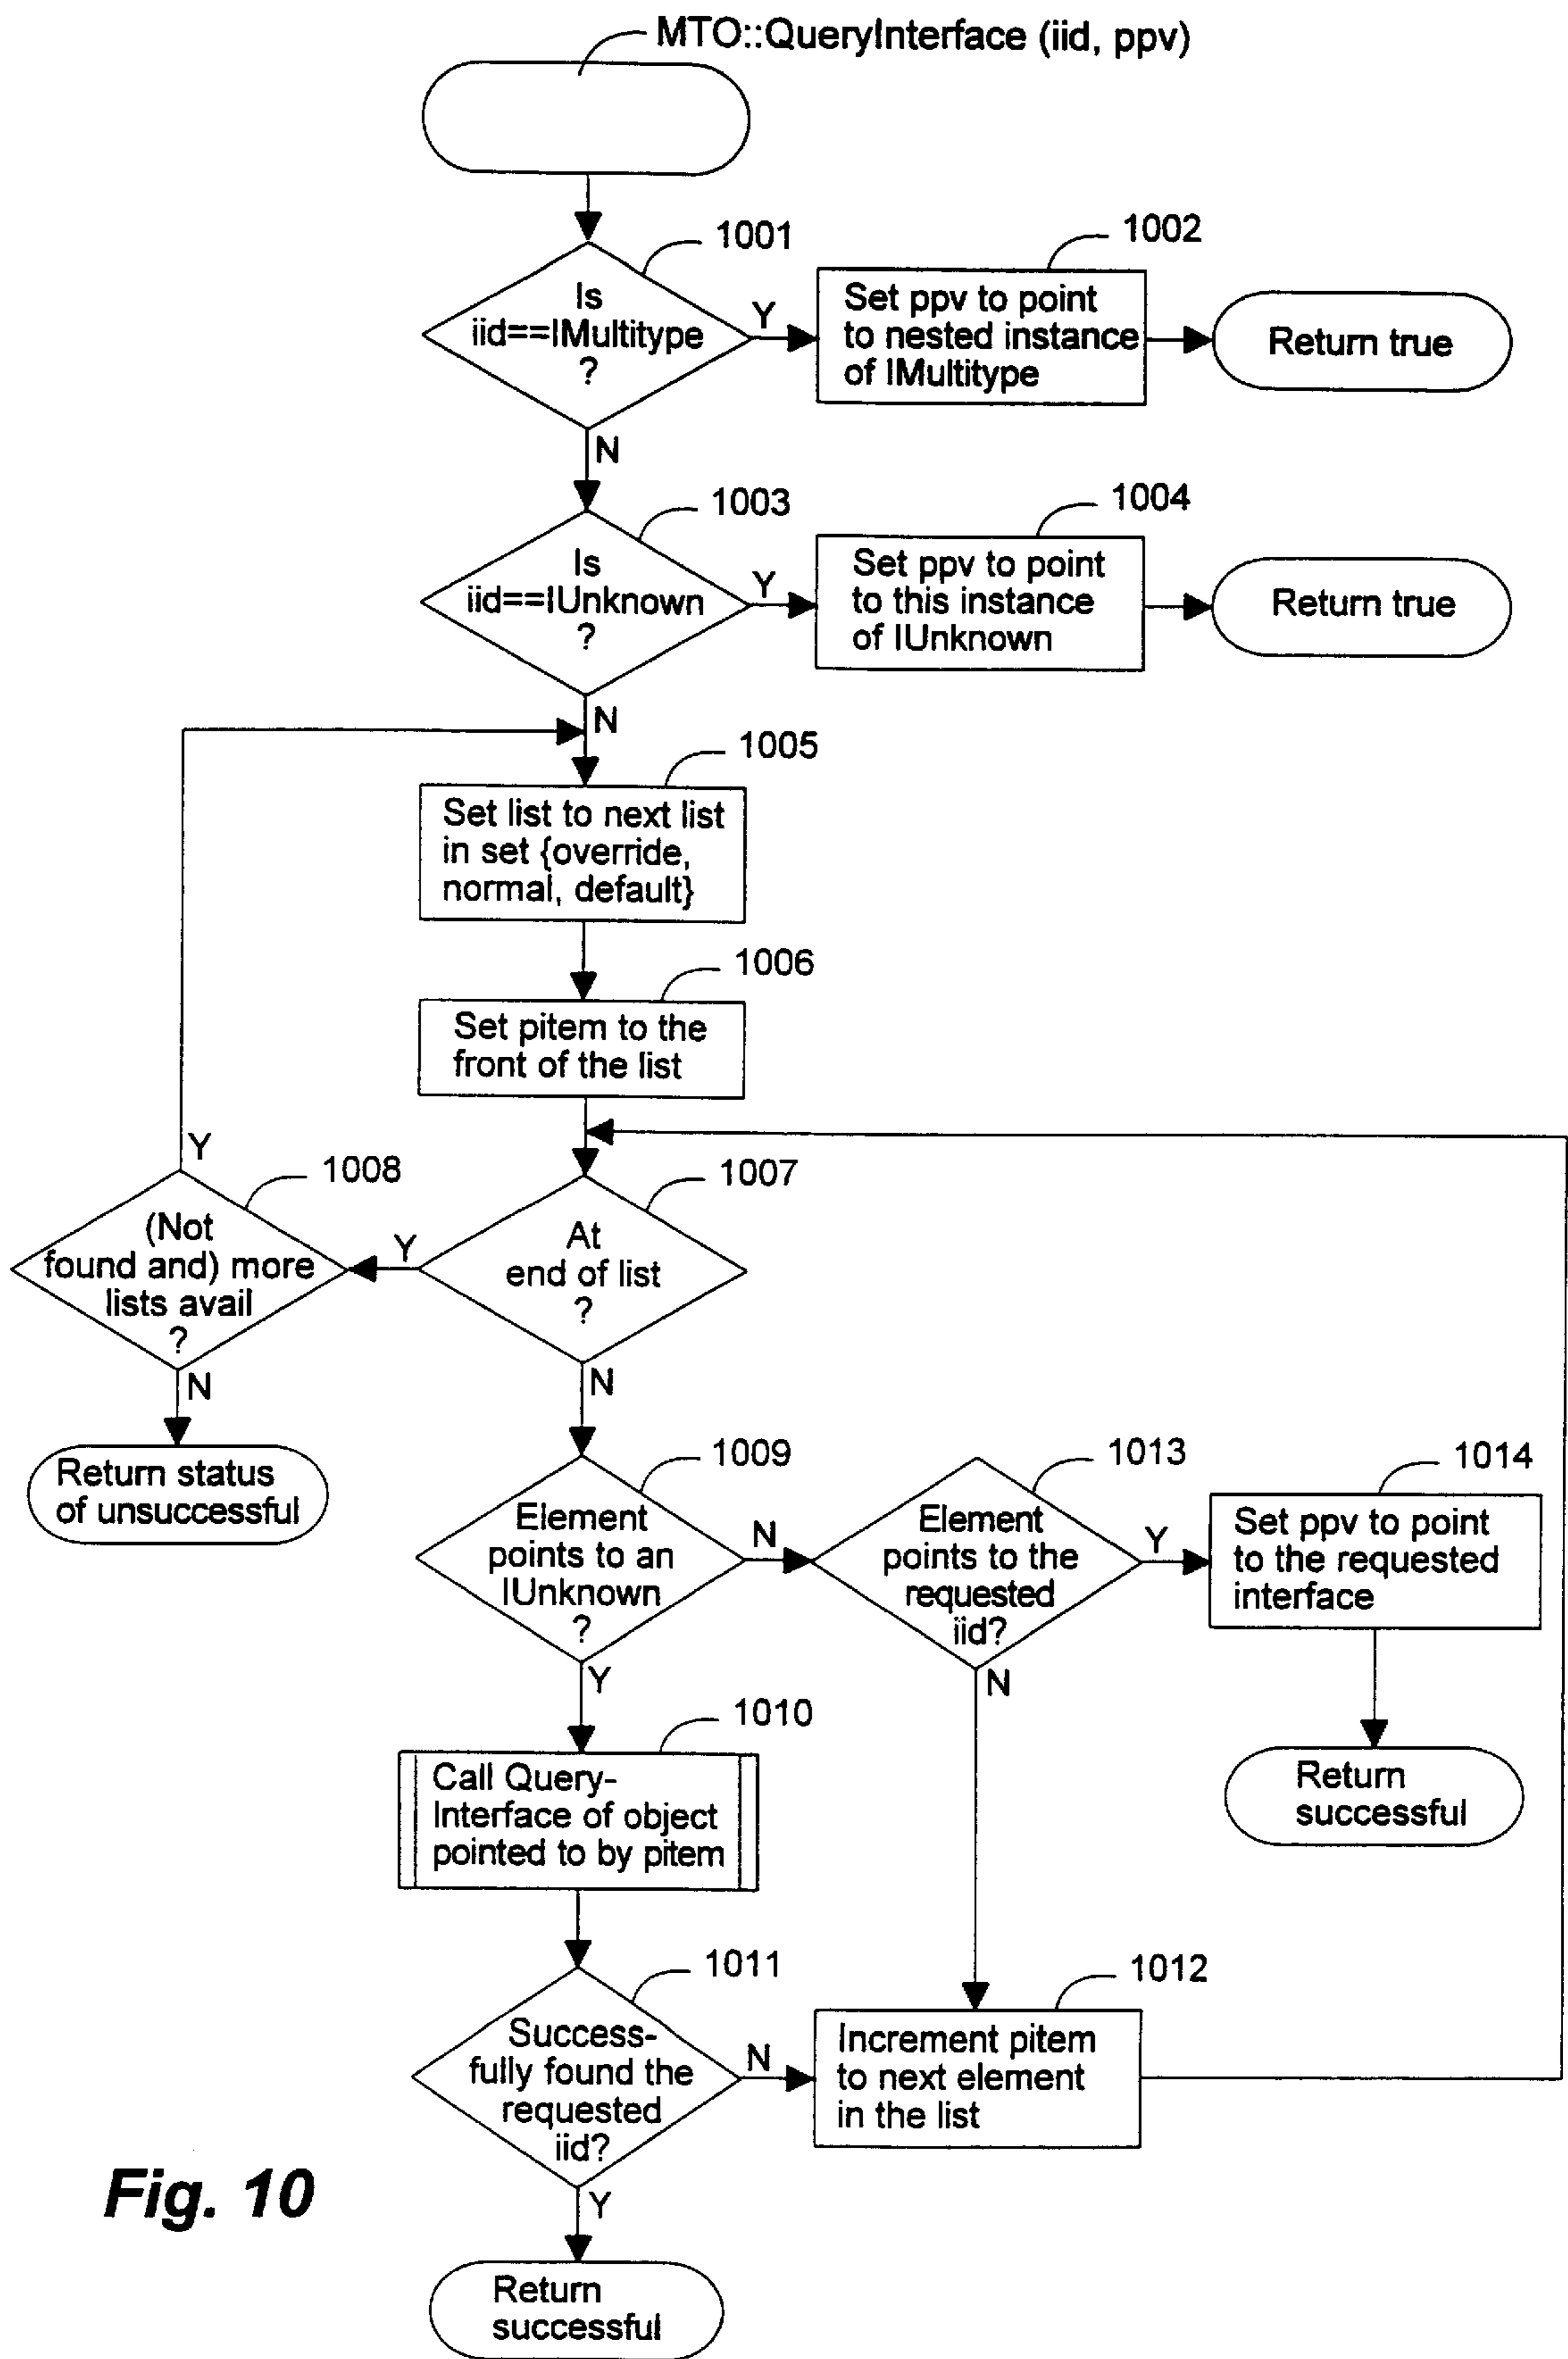 MTO::QueryInterface (iid, ppv)
1001
Is
iid==IMultitype
?
Y
N
1002
Set ppv to point
to nested instance
of IMultitype
Return true
1003
Is
iid==IUnknown
?
Y
N
1004
Set ppv to point
to this instance
of IUnknown
Return true
1005
Set list to next list
in set {override,
normal, default}
1006
Set pitem to the
front of the list
1007
At
end of list
?
Y
N
1008
(Not
found and) more
lists avail
?
Y
N
Return status
of unsuccessful
1009
Element
points to an
IUnknown
?
N
Y
1013
Element
points to the
requested
iid?
Y
N
1014
Set ppv to point
to the requested
interface
Return
successful
1010
Call Query-
Interface of object
pointed to by pitem
1011
Success-
fully found the
requested
iid?
N
Y
1012
Increment pitem
to next element
in the list
Return
successful
Fig. 10